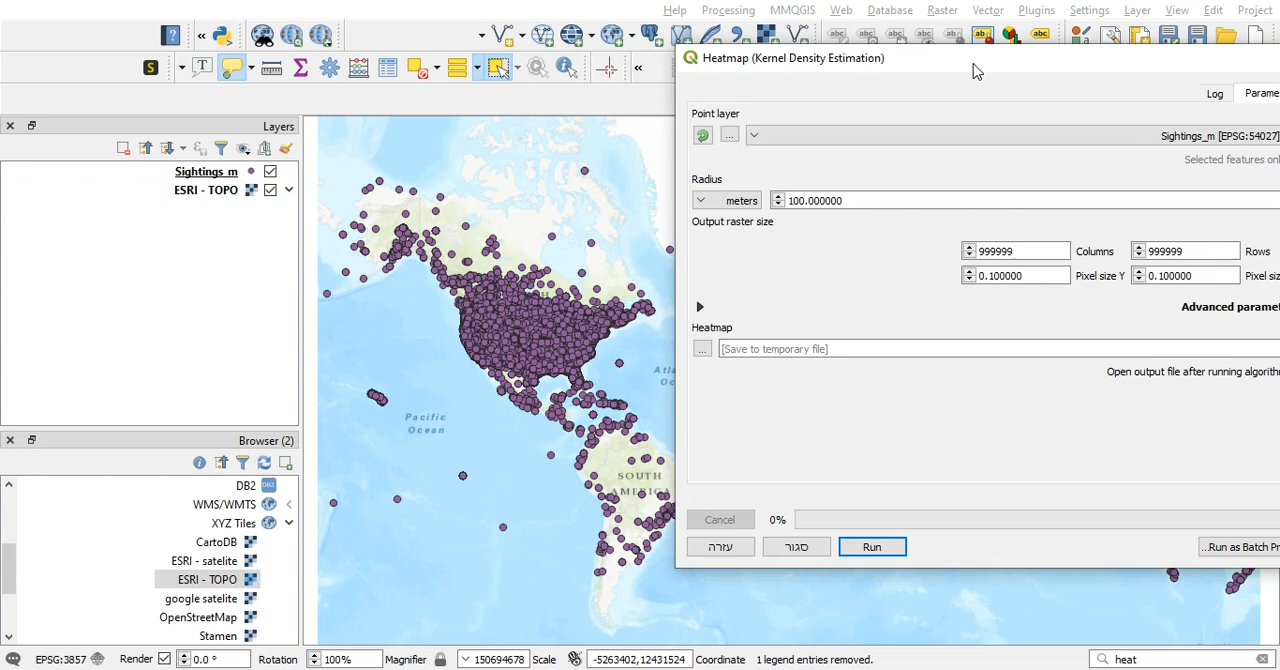 Help Processing MMQGIS Web Database Raster Vector Plugins Settings Layer View Edit Project
Heatmap (Kernel Density Estimation)
Log Parame
Point layer
Sightings_m [EPSG:54027]
Selected features onl
Radius
meters 100.000000
Output raster size
999999 Columns 999999 Rows
0.100000 Pixel size Y 0.100000 Pixel siz
Advanced paramet
Heatmap
[Save to temporary file]
Open output file after running algorithm
Cancel 0%
עזרה סגור Run ...Run as Batch Pr
Layers
Sightings_m
ESRI - TOPO
Pacific
Ocean
SOUTH
AMERICA
Browser (2)
DB2
WMS/WMTS
XYZ Tiles
CartoDB
ESRI - satelite
ESRI - TOPO
google satelite
OpenStreetMap
Stamen
EPSG:3857 Render 0.0 ° Rotation 100% Magnifier 150694678 Scale -5263402,12431524 Coordinate 1 legend entries removed. heat